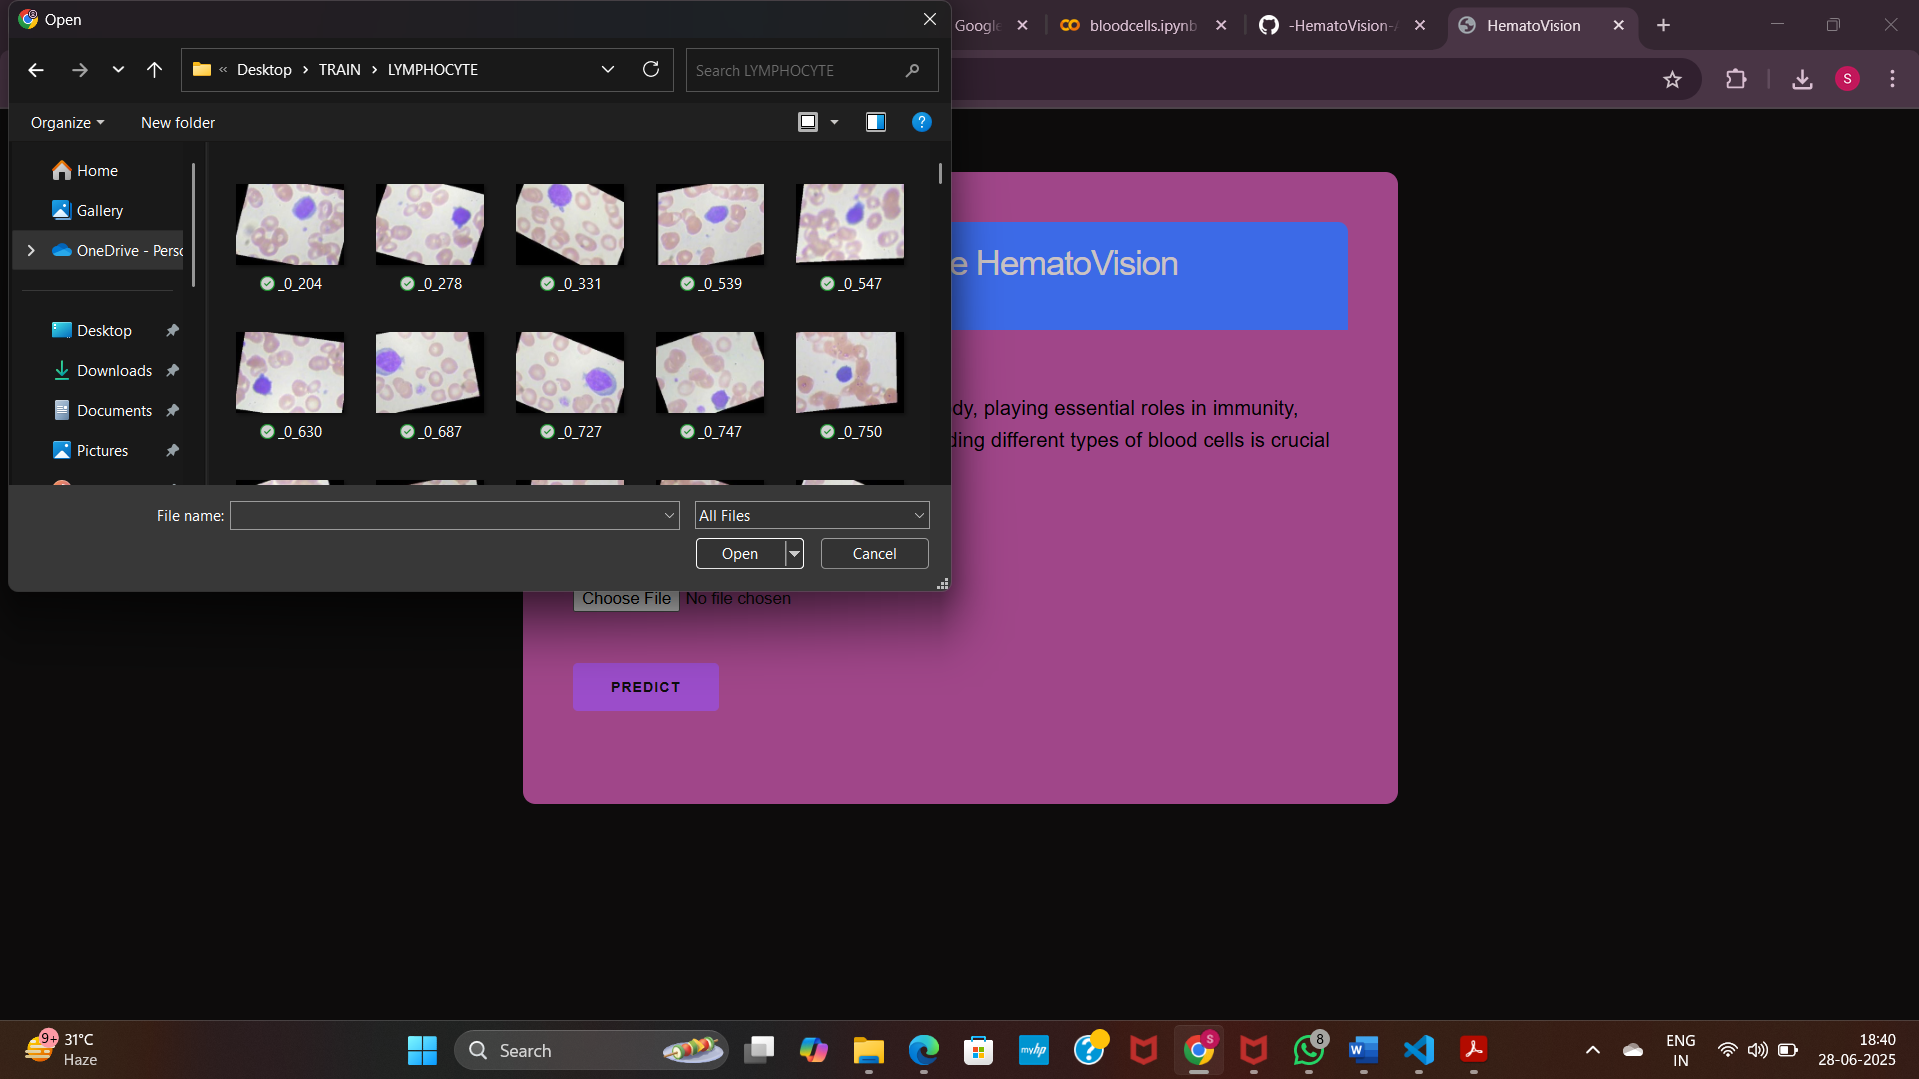 Open
Google
bloodcells.ipynb
-HematoVision-/
HematoVision
« Desktop > TRAIN > LYMPHOCYTE
Search LYMPHOCYTE
S
Organize
New folder
Home
Gallery
OneDrive - Perso
Desktop
Downloads
Documents
Pictures
_0_204
_0_278
_0_331
_0_539
_0_547
_0_630
_0_687
_0_727
_0_747
_0_750
File name:
All Files
Open
Cancel
e HematoVision
dy, playing essential roles in immunity,
ding different types of blood cells is crucial
Choose File No file chosen
PREDICT
9+
31°C
Haze
Search
myhp
S
8
W
ENG
IN
18:40
28-06-2025